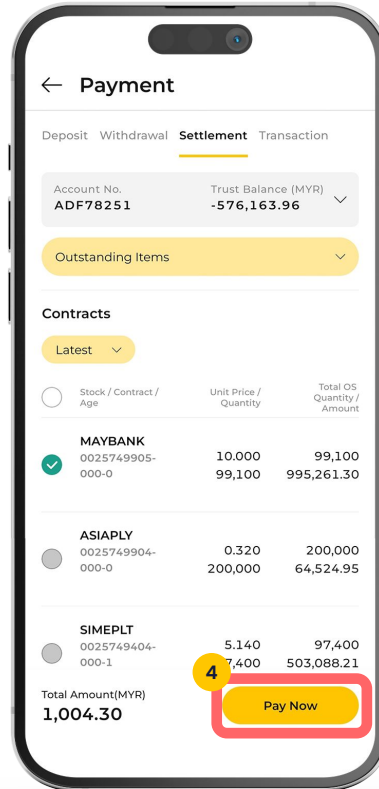 ← Payment
Deposit Withdrawal Settlement Transaction
Account No. Trust Balance (MYR)
ADF78251 -576,163.96
Outstanding Items
Contracts
Latest
Stock / Contract / Age Unit Price / Quantity Total OS Quantity / Amount
MAYBANK
0025749905- 10.000 99,100
000-0 99,100 995,261.30
ASIAPLY
0025749904- 0.320 200,000
000-0 200,000 64,524.95
SIMEPLT
0025749404- 5.140 97,400
000-1 7,400 503,088.21
4
Total Amount(MYR)
1,004.30
Pay Now